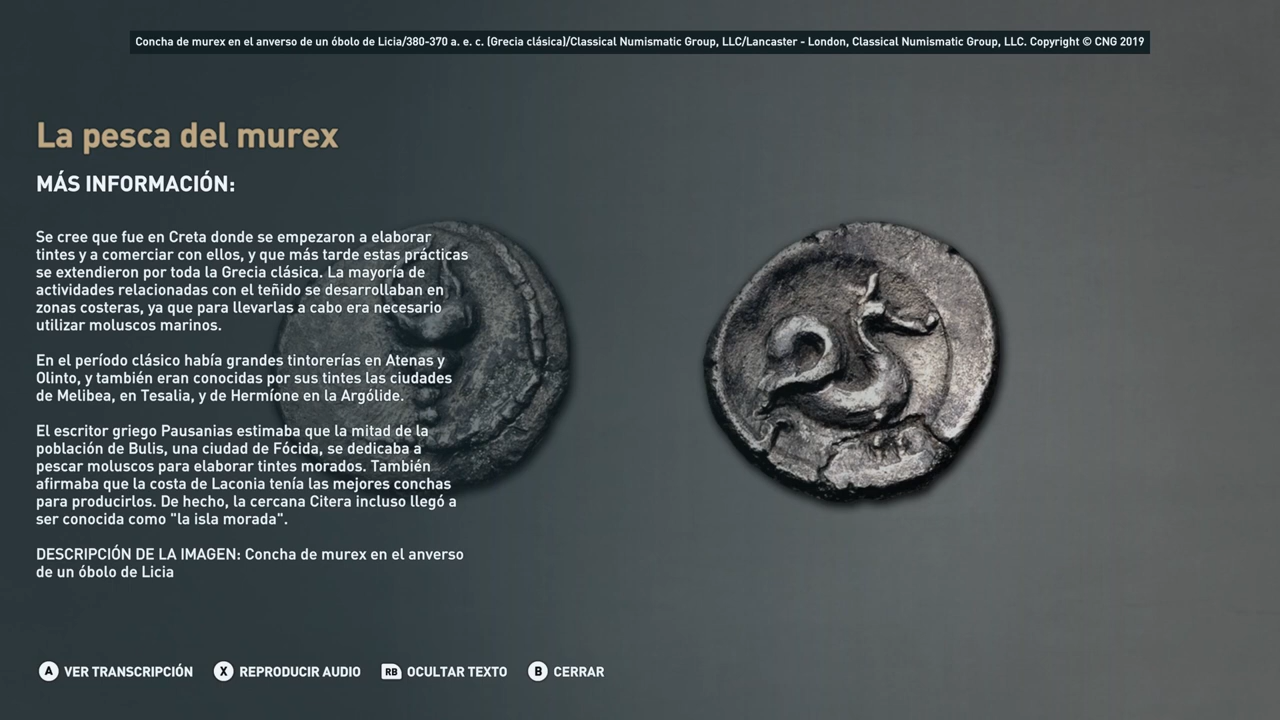 Concha de murex en el anverso de un óbolo de Licia/380-370 a. e. c. (Grecia clásica)/Classical Numismatic Group, LLC/Lancaster - London, Classical Numismatic Group, LLC. Copyright © CNG 2019
La pesca del murex
MÁS INFORMACIÓN:
Se cree que fue en Creta donde se empezaron a elaborar
tintes y a comerciar con ellos, y que más tarde estas prácticas
se extendieron por toda la Grecia clásica. La mayoría de
actividades relacionadas con el teñido se desarrollaban en
zonas costeras, ya que para llevarlas a cabo era necesario
utilizar moluscos marinos.
En el período clásico había grandes tintorerías en Atenas y
Olinto, y también eran conocidas por sus tintes las ciudades
de Melibea, en Tesalia, y de Hermíone en la Argólide.
El escritor griego Pausanias estimaba que la mitad de la
población de Bulis, una ciudad de Fócida, se dedicaba a
pescar moluscos para elaborar tintes morados. También
afirmaba que la costa de Laconia tenía las mejores conchas
para producirlos. De hecho, la cercana Citera incluso llegó a
ser conocida como "la isla morada".
DESCRIPCIÓN DE LA IMAGEN: Concha de murex en el anverso
de un óbolo de Licia
A VER TRANSCRIPCIÓN X REPRODUCIR AUDIO RB OCULTAR TEXTO B CERRAR